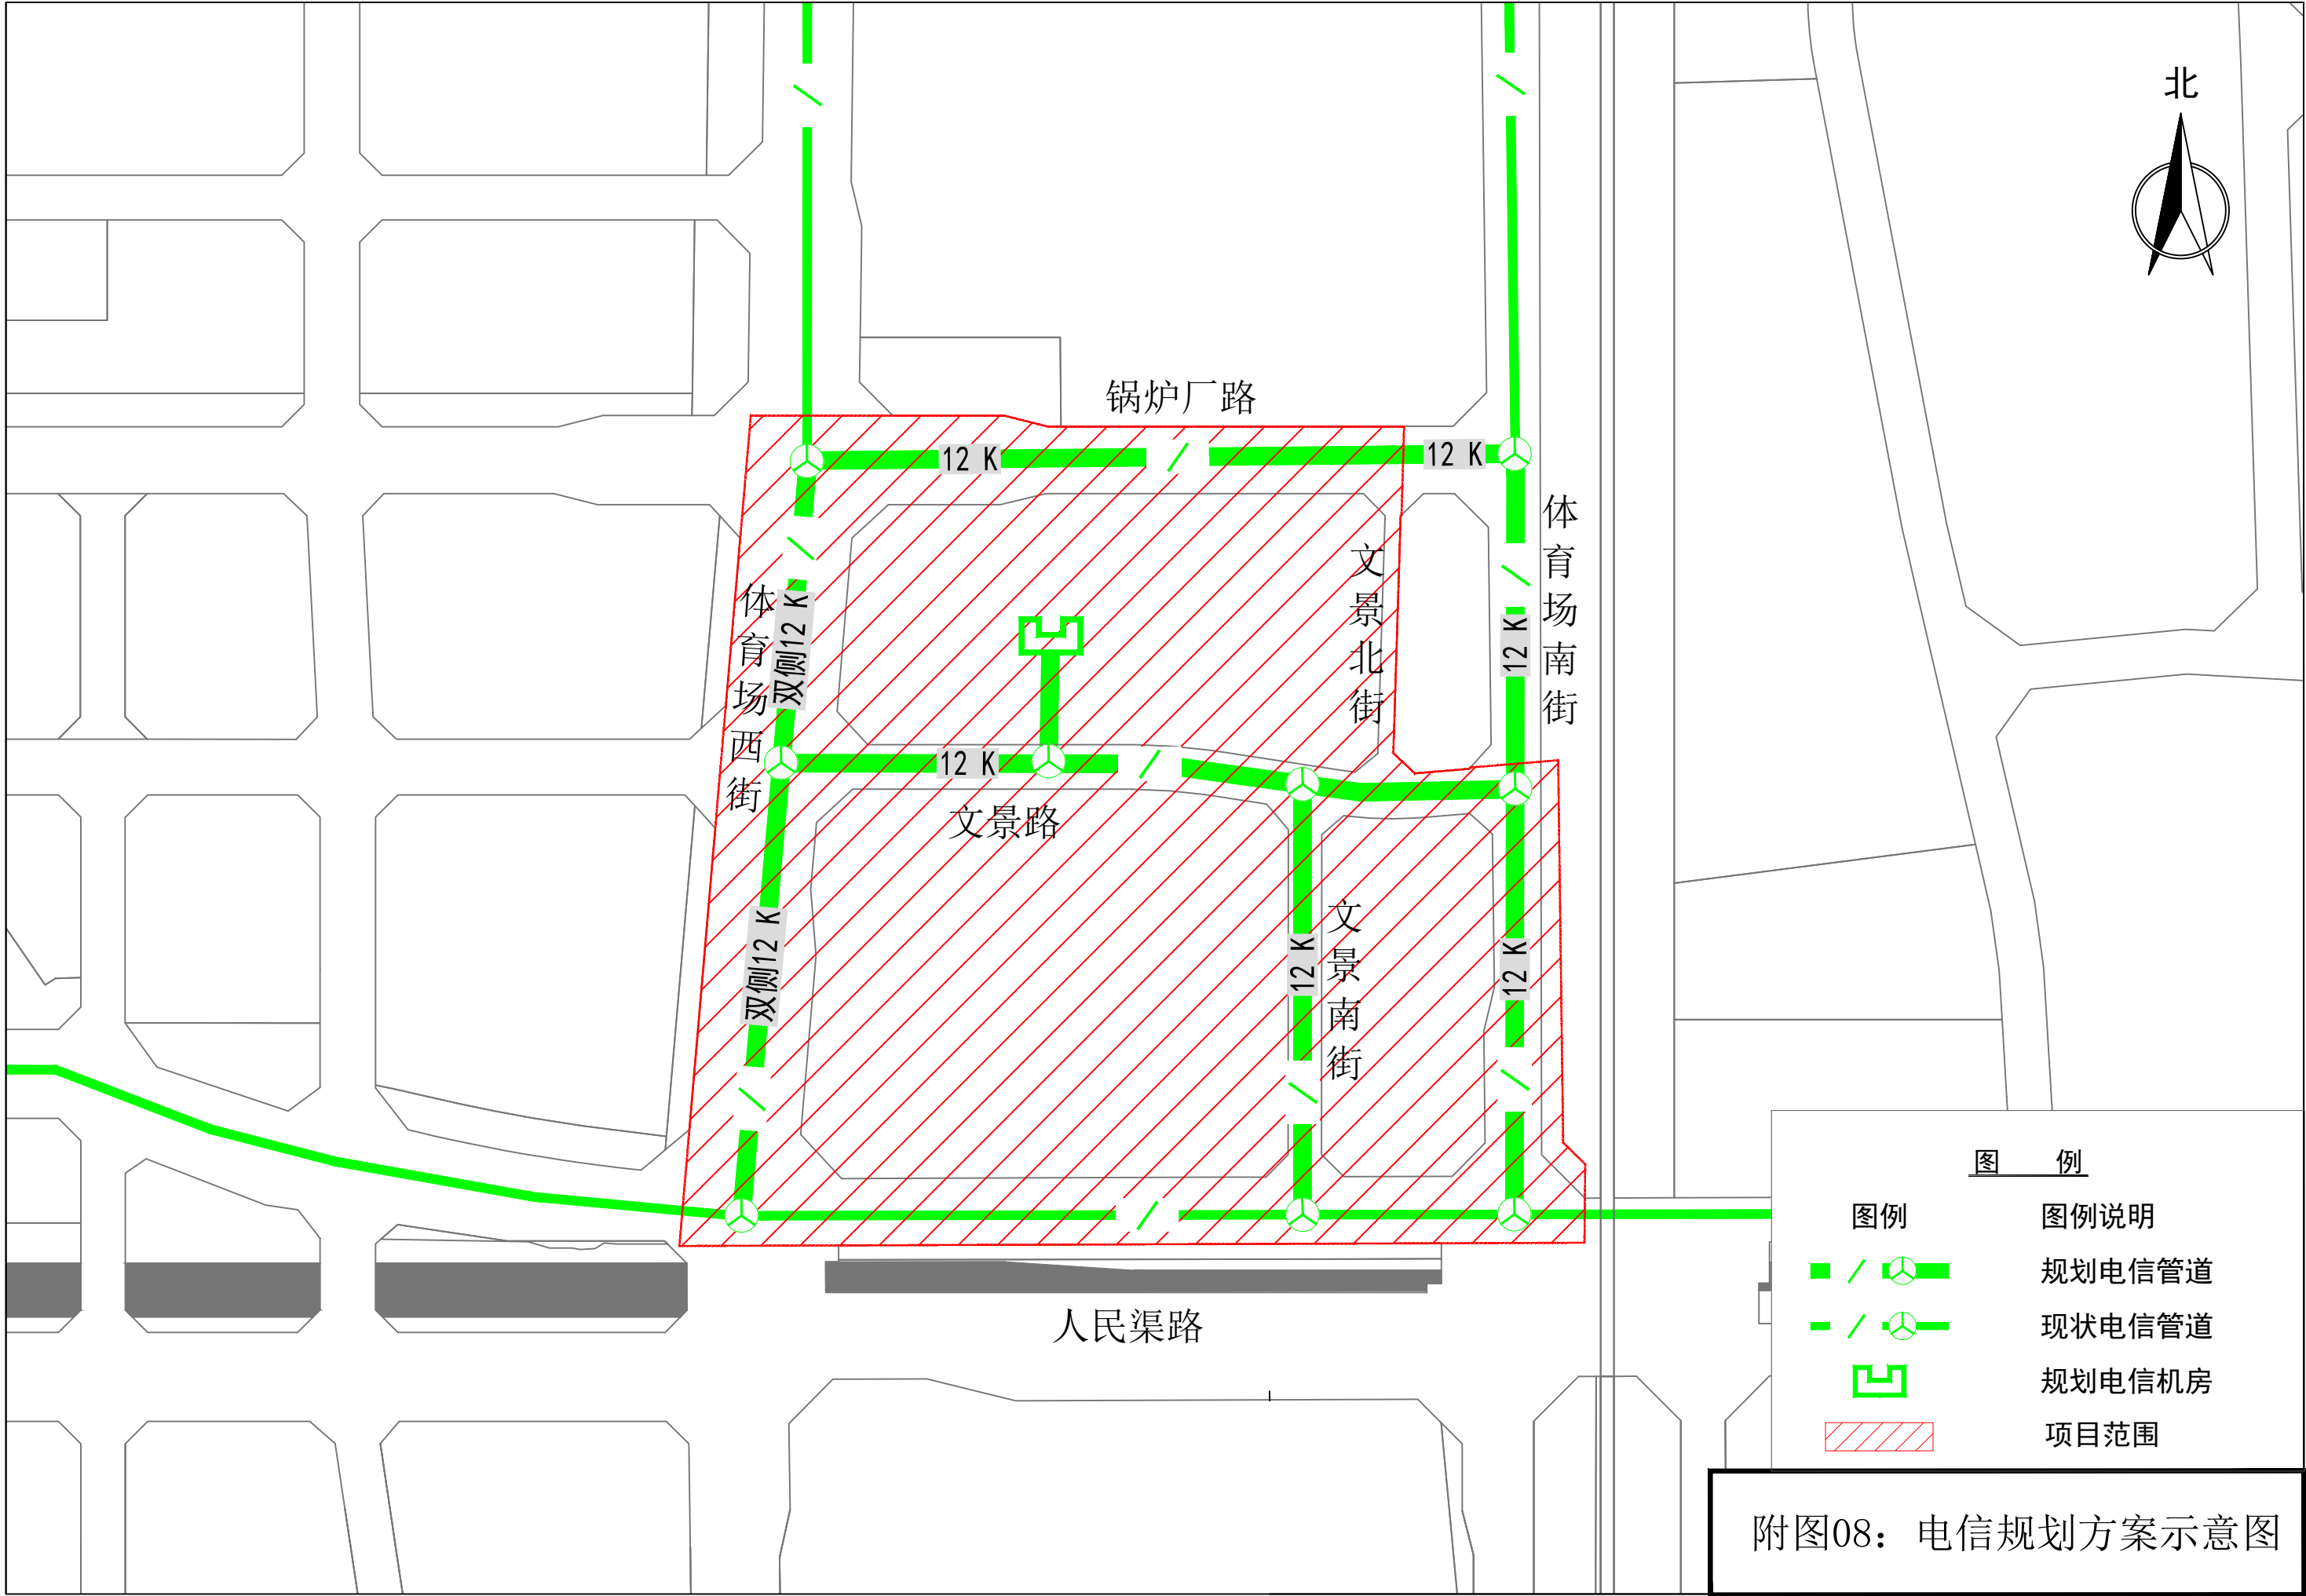 北
锅炉厂路
12 K
12 K
体育场南街
文景北街
体育场西街
双侧12 K
12 K
12 K
文景路
双侧12 K
12 K
文景南街
12 K
人民渠路
图 例
图例 图例说明
规划电信管道
现状电信管道
规划电信机房
项目范围
附图08：电信规划方案示意图